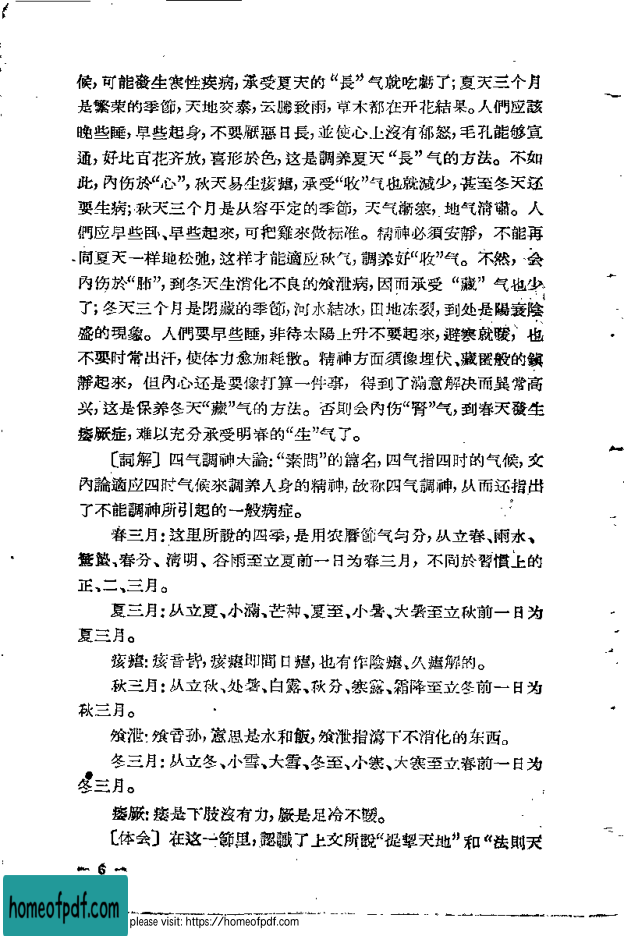 候，可能發生寒性疾病，承受夏天的“長”气就吃虧了；夏天三个月
是繁荣的季節，天地交泰，云騰致雨，草木都在开花結果。人們应該
晚些睡，早些起身，不要厭惡日長，並使心上沒有郁怒，毛孔能够宣
通，好比百花齐放，喜形於色，这是調养夏天“長”气的方法。不如
此，內伤於“心”，秋天易生痎瘧，承受“收”气也就減少，甚至冬天还
要生病；秋天三个月是从容平定的季節，天气漸寒，地气清肅。人
們应早些臥、早些起來，可把雞來做标准。精神必須安靜，不能再
同夏天一样地松弛，这样才能適应秋气，調养好“收”气。不然，会
內伤於“肺”，到冬天生消化不良的飧泄病，因而承受“藏”气也少
了；冬天三个月是閉藏的季節，河水結冰，田地冻裂，到处是陽衰陰
盛的現象。人們要早些睡，非待太陽上升不要起來，避寒就暖，也
不要时常出汗，使体力愈加耗散。精神方面須像埋伏、藏匿般的鎮
靜起來，但內心还是要像打算一件事，得到了滿意解决而異常高
兴，这是保养冬天“藏”气的方法。否則会內伤“腎”气，到春天發生
痿厥症，难以充分承受明春的“生”气了。
［詞解］四气調神大論：“素問”的篇名，四气指四时的气候，文
內論適应四时气候來調养人身的精神，故称四气調神，从而还指出
了不能調神所引起的一般病症。
春三月：这里所說的四季，是用农曆節气匀分，从立春、雨水、
驚蟄、春分、清明、谷雨至立夏前一日为春三月，不同於習慣上的
正、二、三月。
夏三月：从立夏、小滿、芒种、夏至、小暑、大暑至立秋前一日为
夏三月。
痎瘧：痎音皆，痎瘧即間日瘧，也有作陰瘧、久瘧解的。
秋三月：从立秋、处暑、白露、秋分、寒露、霜降至立冬前一日为
秋三月。
飧泄：飧音孙，意思是水和飯，飧泄指瀉下不消化的东西。
冬三月：从立冬、小雪、大雪、冬至、小寒、大寒至立春前一日为
冬三月。
痿厥：痿是下肢沒有力，厥是足冷不暖。
［体会］在这一節里，認識了上文所說“提挈天地”和“法則天
6
homeofpdf.com
please visit: https://homeofpdf.com